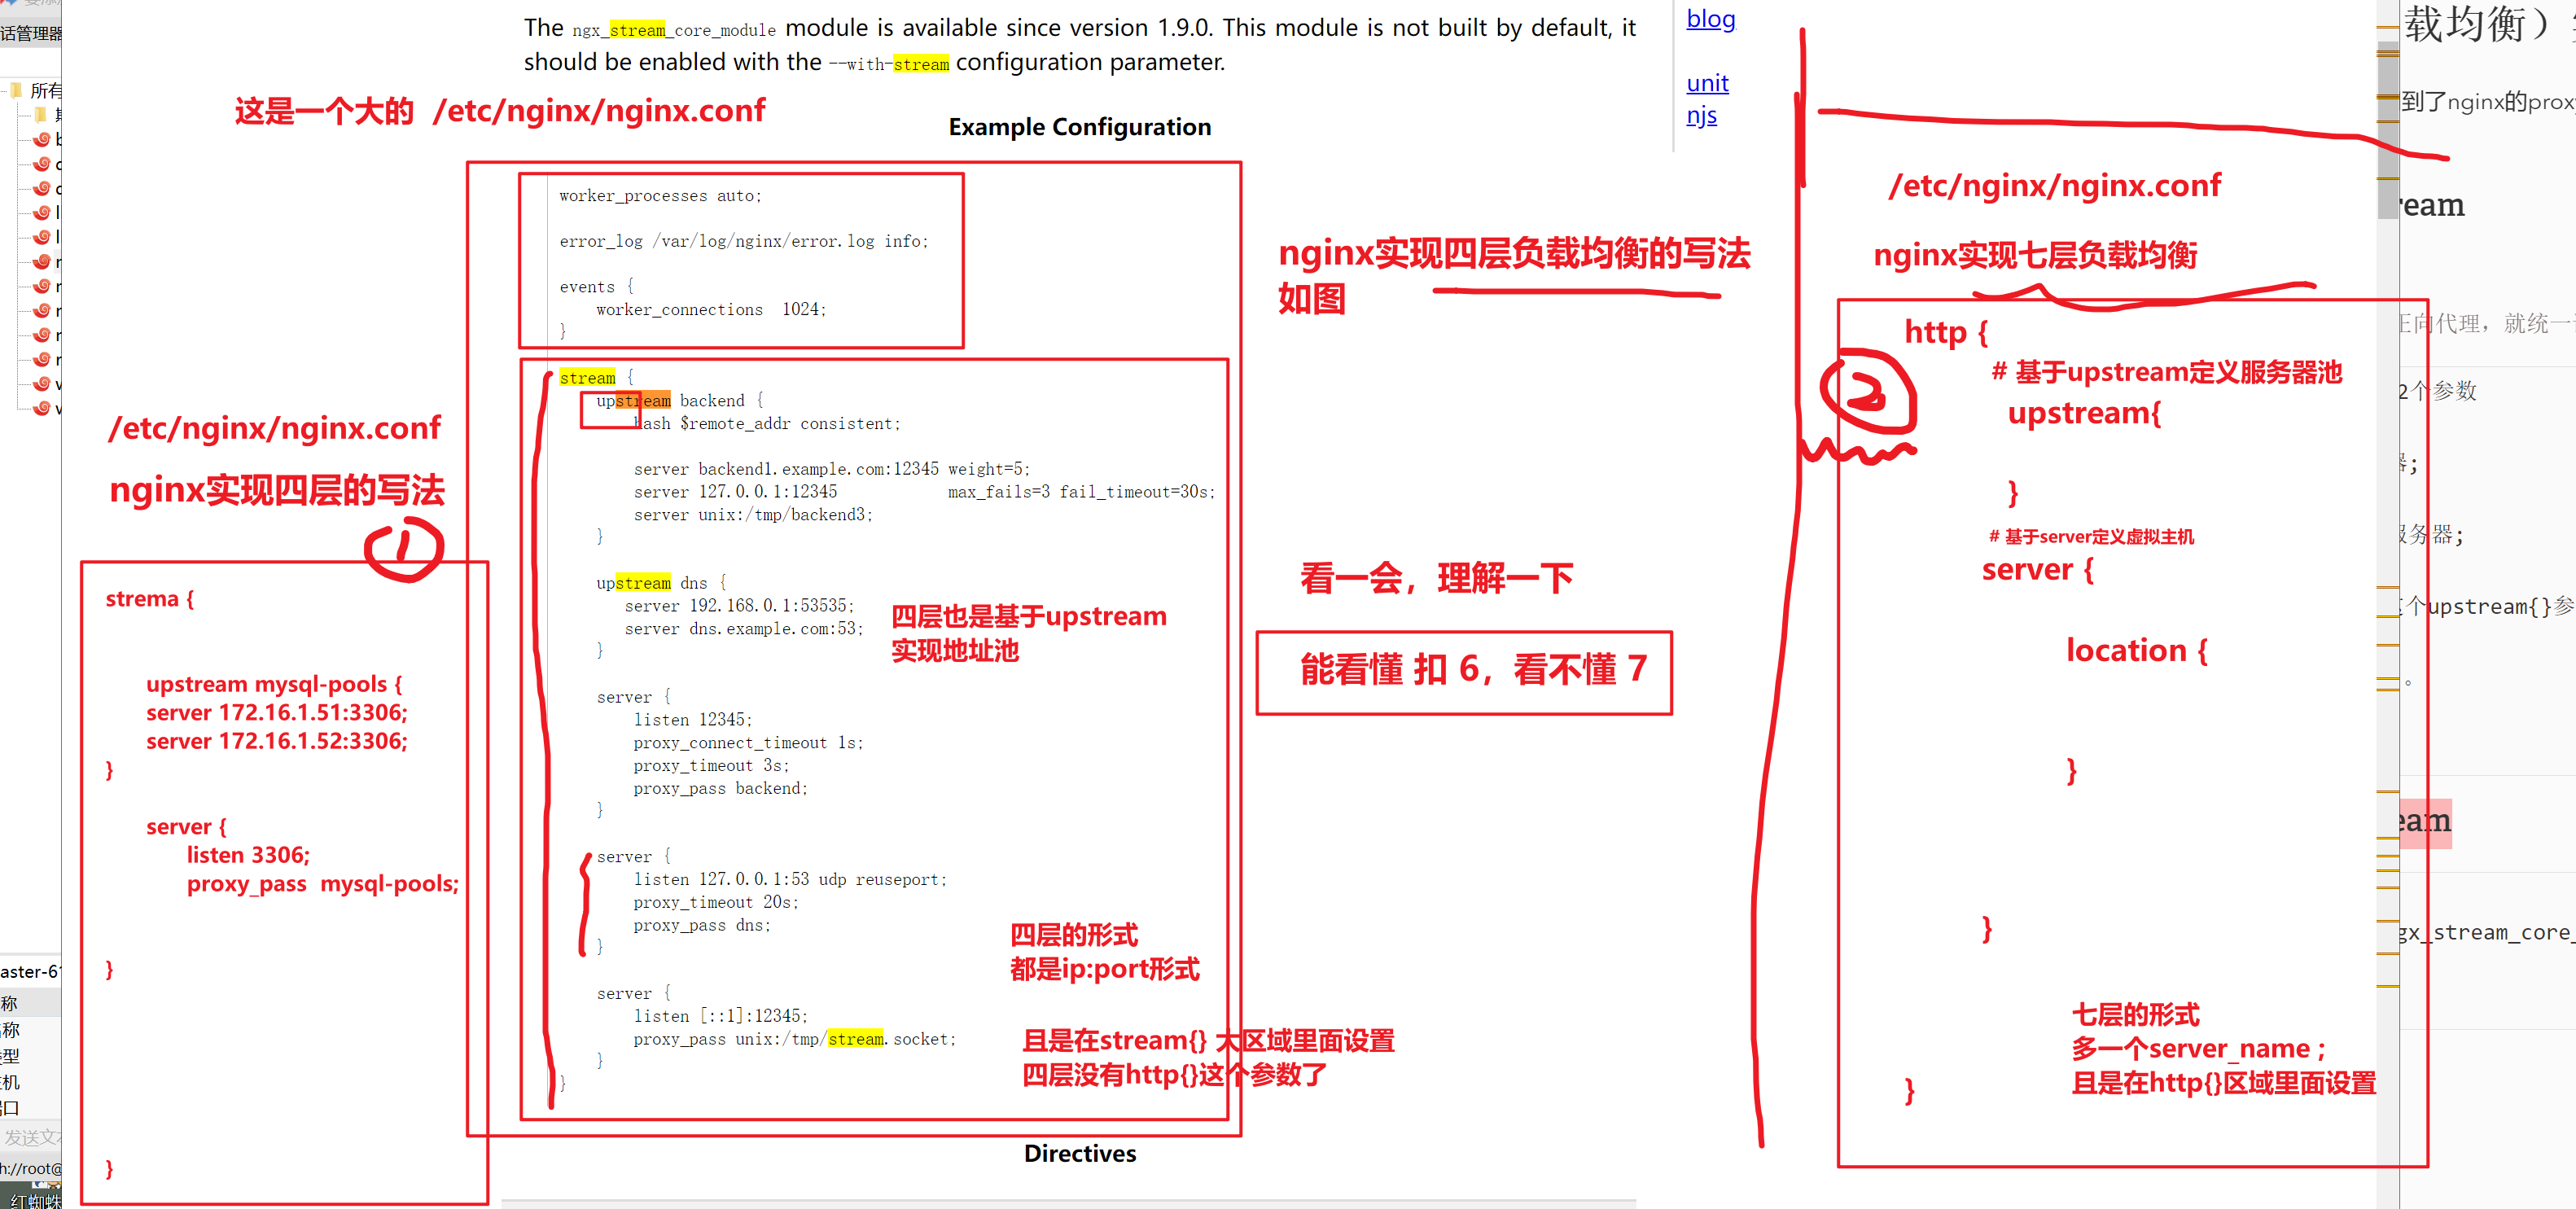 The ngx_stream_core_module module is available since version 1.9.0. This module is not built by default, it
should be enabled with the --with-stream configuration parameter.
这是一个大的 /etc/nginx/nginx.conf
Example Configuration
worker_processes auto;
error_log /var/log/nginx/error.log info;
events {
worker_connections 1024;
}
stream {
upstream backend {
hash $remote_addr consistent;
server backend1.example.com:12345 weight=5;
server 127.0.0.1:12345 max_fails=3 fail_timeout=30s;
server unix:/tmp/backend3;
}
upstream dns {
server 192.168.0.1:53535;
server dns.example.com:53;
}
server {
listen 12345;
proxy_connect_timeout 1s;
proxy_timeout 3s;
proxy_pass backend;
}
server {
listen 127.0.0.1:53 udp reuseport;
proxy_timeout 20s;
proxy_pass dns;
}
server {
listen [::1]:12345;
proxy_pass unix:/tmp/stream.socket;
}
}
Directives
四层也是基于upstream
实现地址池
四层的形式
都是ip:port形式
且是在stream{} 大区域里面设置
四层没有http{}这个参数了
/etc/nginx/nginx.conf
nginx实现四层的写法
1
strema {
upstream mysql-pools {
server 172.16.1.51:3306;
server 172.16.1.52:3306;
}
server {
listen 3306;
proxy_pass mysql-pools;
}
}
nginx实现四层负载均衡的写法
如图
看一会，理解一下
能看懂 扣 6，看不懂 7
blog
unit
njs
/etc/nginx/nginx.conf
nginx实现七层负载均衡
2
http {
# 基于upstream定义服务器池
upstream{
}
# 基于server定义虚拟主机
server {
location {
}
}
}
七层的形式
多一个server_name ;
且是在http{}区域里面设置
话管理器
所有
aster-6
称
名称
类型
主机
端口
发送文
h://root@
红蜘蛛
载均衡）
到了nginx的prox
ream
正向代理，就统一
2个参数
器;
服务器;
个upstream{}参
。
eam
gx_stream_core_